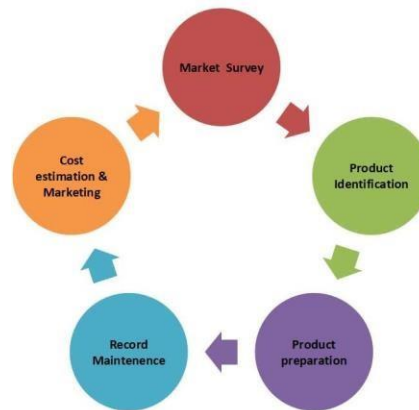 Market Survey
Product
Identification
Product
preparation
Record
Maintenence
Cost
estimation &
Marketing